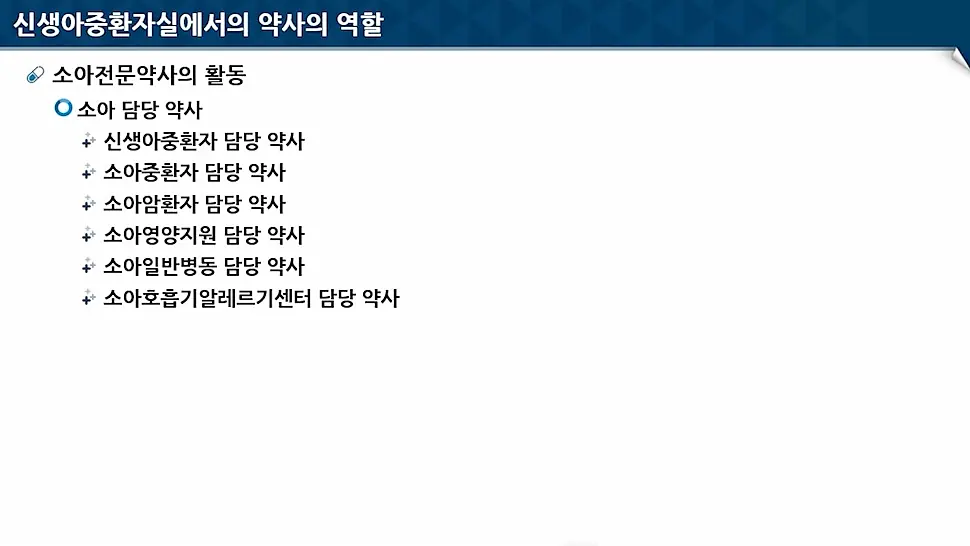 신생아중환자실에서의 약사의 역할
소아전문약사의 활동
소아 담당 약사
신생아중환자 담당 약사
소아중환자 담당 약사
소아암환자 담당 약사
소아영양지원 담당 약사
소아일반병동 담당 약사
소아호흡기알레르기센터 담당 약사